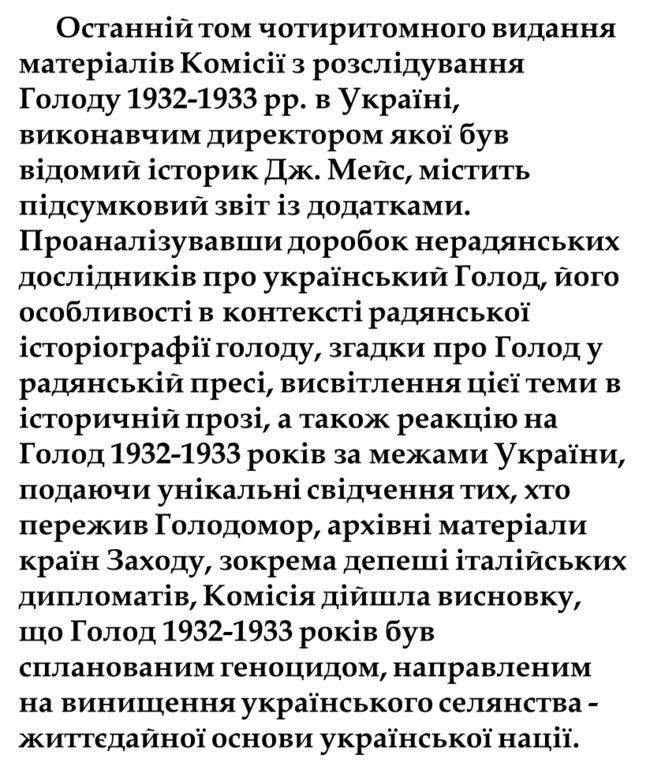 Останній том чотиритомного видання
матеріалів Комісії з розслідування
Голоду 1932-1933 рр. в Україні,
виконавчим директором якої був
відомий історик Дж. Мейс, містить
підсумковий звіт із додатками.
Проаналізувавши доробок нерадянських
дослідників про український Голод, його
особливості в контексті радянської
історіографії голоду, згадки про Голод у
радянській пресі, висвітлення цієї теми в
історичній прозі, а також реакцію на
Голод 1932-1933 років за межами України,
подаючи унікальні свідчення тих, хто
пережив Голодомор, архівні матеріали
країн Заходу, зокрема депеші італійських
дипломатів, Комісія дійшла висновку,
що Голод 1932-1933 років був
спланованим геноцидом, направленим
на винищення українського селянства -
життєдайної основи української нації.